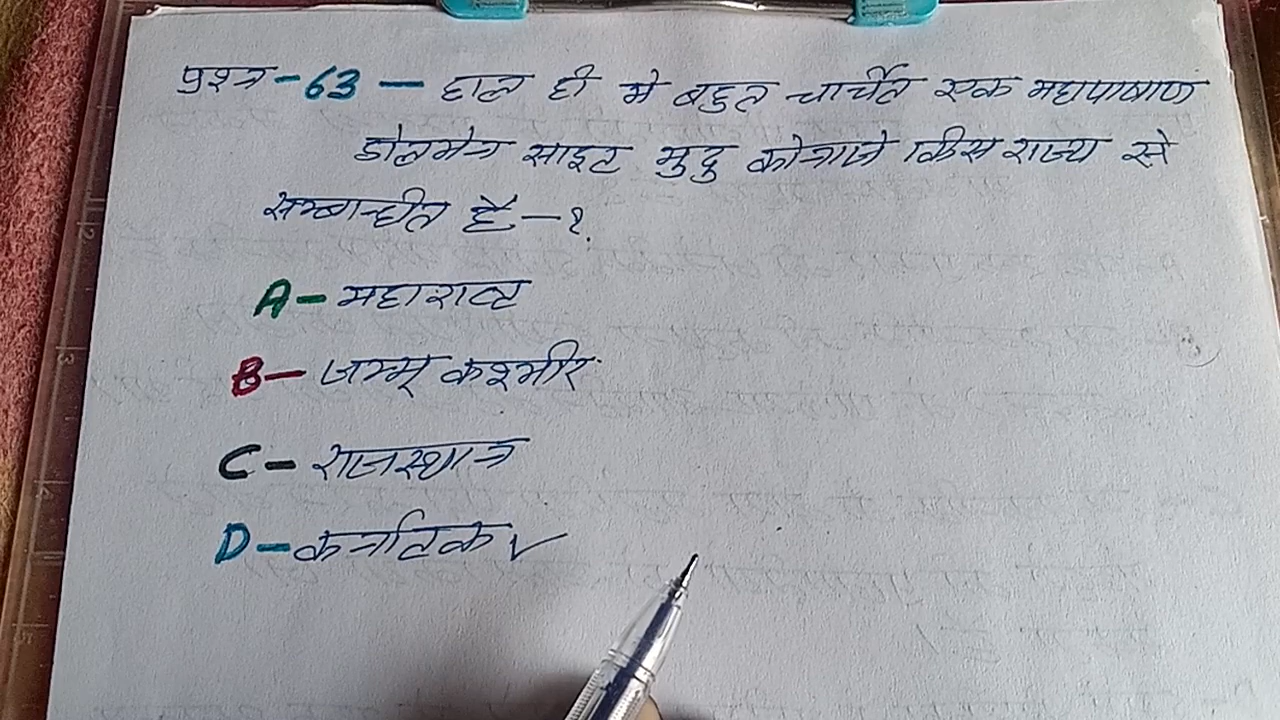 प्रश्न-63 — हाल ही मे बहुत चर्चित एक महापाषाण
डोलमेन साइट मुदु कोनाजे किस राज्य से
सम्बन्धित है-?
A- महाराष्ट्र
B- जम्मू कश्मीर
C- राजस्थान
D- कर्नाटक ✓